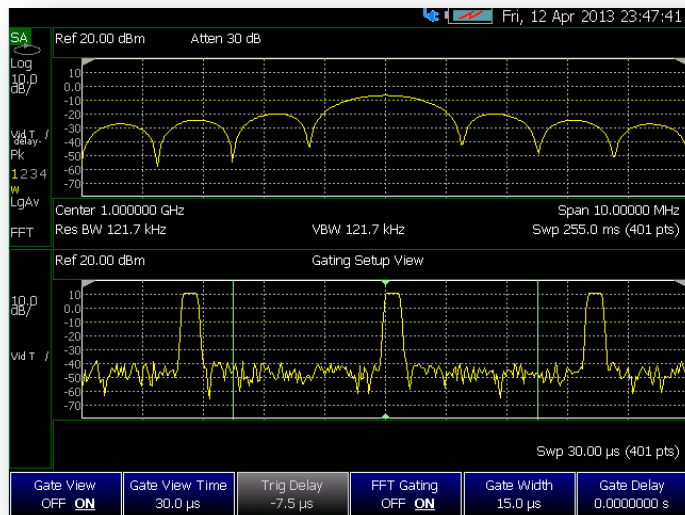 Fri, 12 Apr 2013 23:47:41
SA
Ref 20.00 dBm Atten 30 dB
Log
10.0
dB/
10
0.0
-10
-20
-30
-40
-50
-60
-70
Vid T /
delay-
Pk
1234
W
LgAv
FFT
Center 1.000000 GHz Span 10.00000 MHz
Res BW 121.7 kHz VBW 121.7 kHz Swp 255.0 ms (401 pts)
Ref 20.00 dBm Gating Setup View
10.0
dB/
10
0.0
-10
-20
-30
-40
-50
-60
-70
Vid T /
Swp 30.00 µs (401 pts)
Gate View Gate View Time Trig Delay FFT Gating Gate Width Gate Delay
OFF ON 30.0 µs -7.5 µs OFF ON 15.0 µs 0.0000000 s